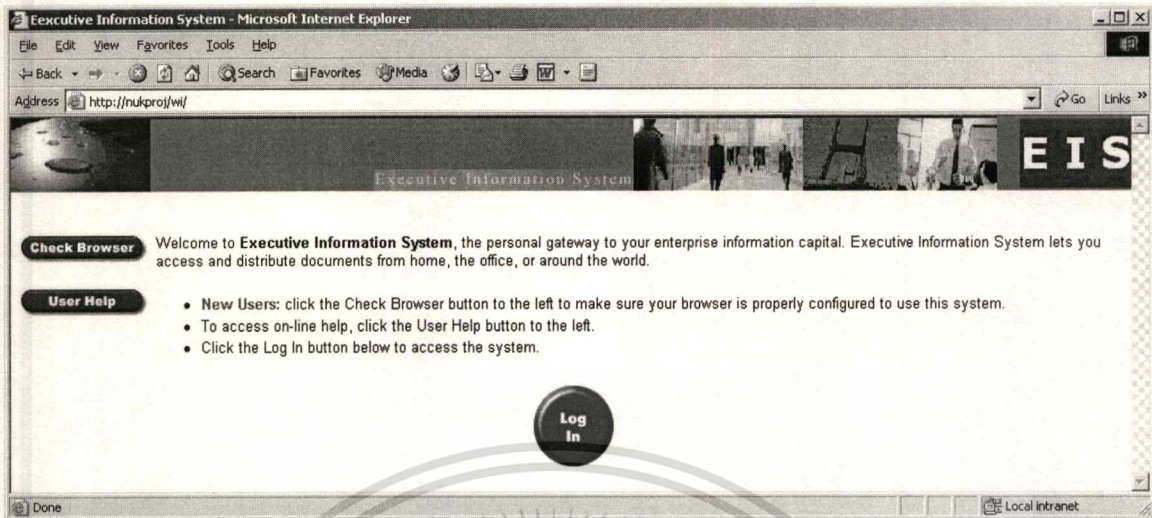 Eexcutive Information System - Microsoft Internet Explorer
File Edit View Favorites Tools Help
Back Search Favorites Media
Address http://nukproj/wi/ Go Links »
Executive Information System
E I S
Check Browser
Welcome to Executive Information System, the personal gateway to your enterprise information capital. Executive Information System lets you
access and distribute documents from home, the office, or around the world.
User Help
• New Users: click the Check Browser button to the left to make sure your browser is properly configured to use this system.
• To access on-line help, click the User Help button to the left.
• Click the Log In button below to access the system.
Log
In
Done Local intranet